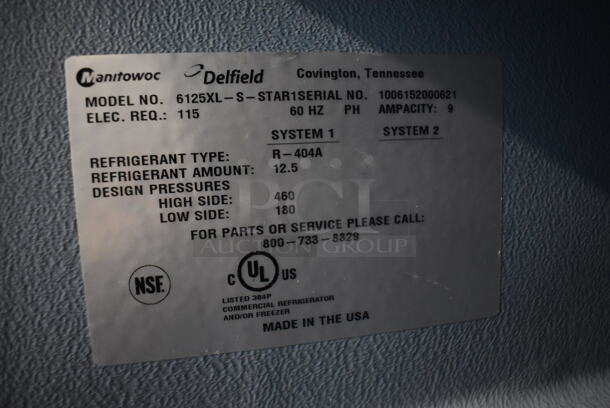 Manitowoc Delfield Covington, Tennessee
MODEL NO. 6125XL-S-STAR1SERIAL NO. 1006152000621
ELEC. REQ.: 115 60 HZ PH AMPACITY: 9
SYSTEM 1 SYSTEM 2
REFRIGERANT TYPE: R-404A
REFRIGERANT AMOUNT: 12.5
DESIGN PRESSURES
HIGH SIDE: 460
LOW SIDE: 180
FOR PARTS OR SERVICE PLEASE CALL:
800-733-8829
PCI
AUCTION GROUP
NSF.
C UL US
LISTED 384P
COMMERCIAL REFRIGERATOR
AND/OR FREEZER
MADE IN THE USA